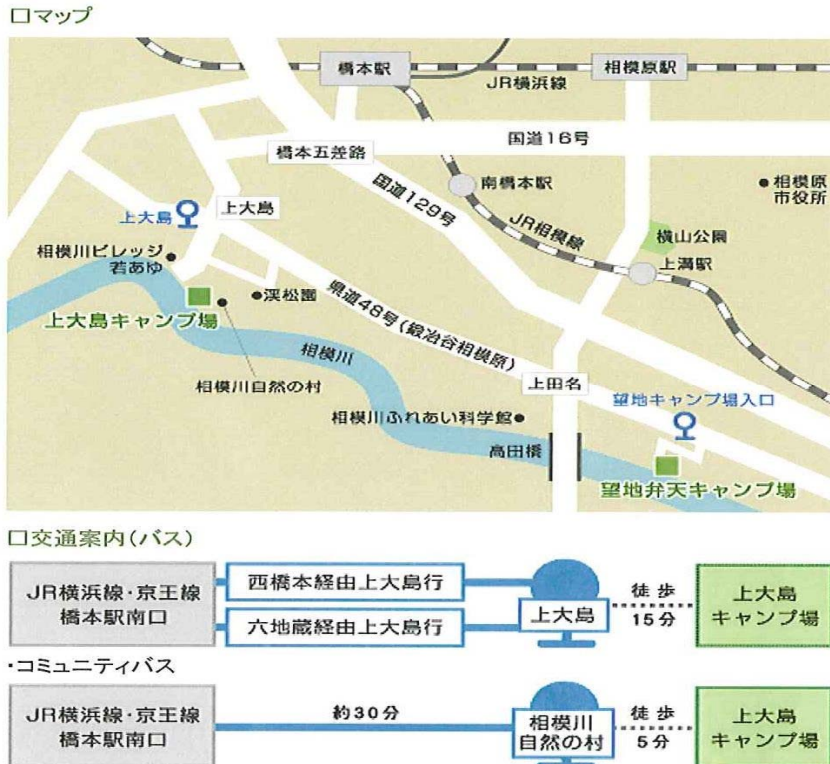 □マップ
橋本駅
相模原駅
JR横浜線
国道16号
橋本五差路
国道129号
南橋本駅
JR相模線
相模原
市役所
上大島
上大島
横山公園
上溝駅
相模川ビレッジ
若あゆ
渓松園
上大島キャンプ場
県道48号(鍛冶谷相模原)
相模川
相模川自然の村
上田名
望地キャンプ場入口
相模川ふれあい科学館
高田橋
望地弁天キャンプ場
□交通案内(バス)
JR横浜線・京王線
橋本駅南口
西橋本経由上大島行
六地蔵経由上大島行
上大島
徒歩
15分
上大島
キャンプ場
・コミュニティバス
JR横浜線・京王線
橋本駅南口
約30分
相模川
自然の村
徒歩
5分
上大島
キャンプ場